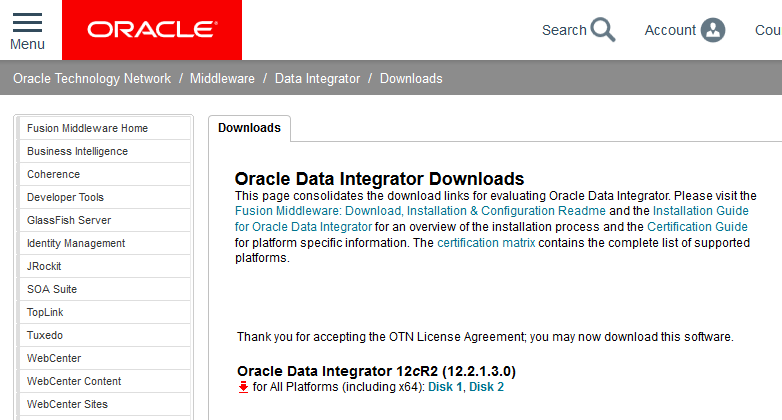 Menu
ORACLE
Search
Account
Cou
Oracle Technology Network / Middleware / Data Integrator / Downloads
Fusion Middleware Home
Business Intelligence
Coherence
Developer Tools
GlassFish Server
Identity Management
JRockit
SOA Suite
TopLink
Tuxedo
WebCenter
WebCenter Content
WebCenter Sites
Downloads
Oracle Data Integrator Downloads
This page consolidates the download links for evaluating Oracle Data Integrator. Please visit the
Fusion Middleware: Download, Installation & Configuration Readme and the Installation Guide
for Oracle Data Integrator for an overview of the installation process and the Certification Guide
for platform specific information. The certification matrix contains the complete list of supported
platforms.
Thank you for accepting the OTN License Agreement; you may now download this software.
Oracle Data Integrator 12cR2 (12.2.1.3.0)
for All Platforms (including x64): Disk 1, Disk 2